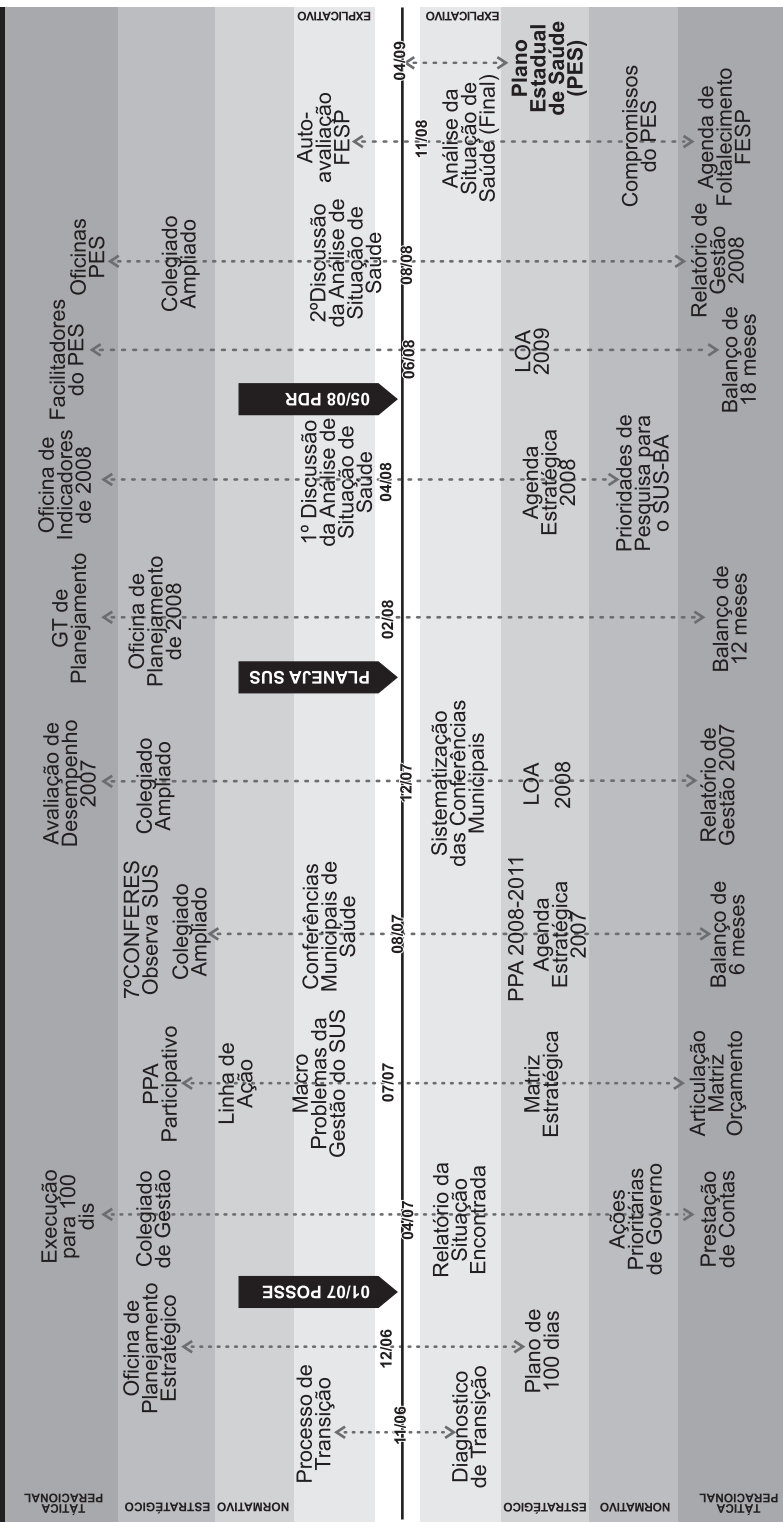 TÁTICA
PERACIONAL
ESTRATÉGICO
NORMATIVO
EXPLICATIVO
Execução
para 100
dis
Avaliação de
Desempenho
2007
GT de
Planejamento
Oficina de
Indicadores
de 2008
Facilitadores
do PES
Oficinas
PES
Oficina de
Planejamento
Estratégico
Colegiado
de Gestão
PPA
Participativo
7ºCONFERES
Observa SUS
Colegiado
Ampliado
Colegiado
Ampliado
Oficina de
Planejamento
de 2008
Colegiado
Ampliado
Linha de
Ação
Processo de
Transição
Macro
Problemas da
Gestão do SUS
Conferências
Municipais de
Saúde
1º Discussão
da Análise de
Situação de
Saúde
2ºDiscussão
da Análise de
Situação de
Saúde
Auto-
avaliação
FESP
01/07 POSSE
PLANEJA SUS
05/08 PDR
11/06
12/06
04/07
07/07
08/07
12/07
02/08
04/08
06/08
08/08
11/08
04/09
EXPLICATIVO
Diagnostico
de Transição
Relatório da
Situação
Encontrada
Sistematização
das Conferências
Municipais
Análise da
Situação de
Saúde (Final)
ESTRATÉGICO
Plano de
100 dias
Matriz
Estratégica
PPA 2008-2011
Agenda
Estratégica
2007
LOA
2008
Agenda
Estratégica
2008
LOA
2009
Plano
Estadual
de Saúde
(PES)
NORMATIVO
Ações
Prioritárias
de Governo
Prioridades de
Pesquisa para
o SUS-BA
Compromissos
do PES
TÁTICA
PERACIONAL
Prestação
de Contas
Articulação
Matriz
Orçamento
Balanço de
6 meses
Relatório de
Gestão 2007
Balanço de
12 meses
Balanço de
18 meses
Relatório de
Gestão
2008
Agenda de
Foltalecimento
FESP